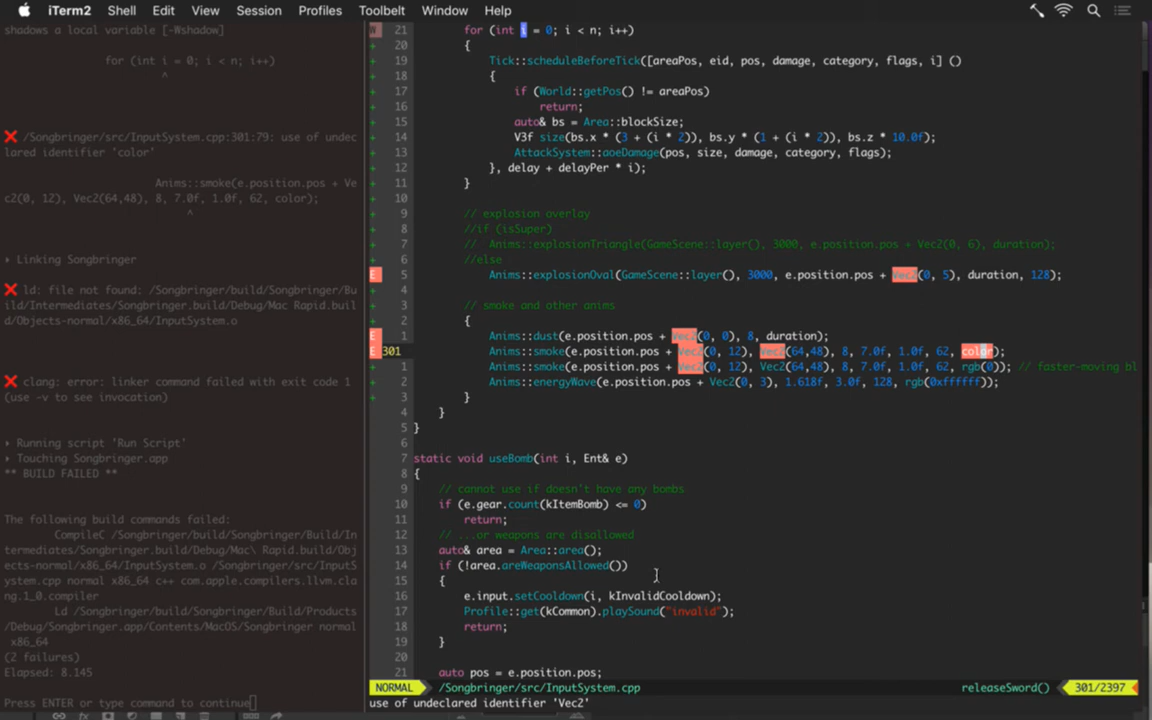 iTerm2 Shell Edit View Session Profiles Toolbelt Window Help
shadows a local variable [-Wshadow]
for (int i = 0; i < n; i++)
^
❌ /Songbringer/src/InputSystem.cpp:301:79: use of undec
lared identifier 'color'
Anims::smoke(e.position.pos + Ve
c2(0, 12), Vec2(64,48), 8, 7.0f, 1.0f, 62, color);
^
▸ Linking Songbringer
❌ ld: file not found: /Songbringer/build/Songbringer/Bu
ild/Intermediates/Songbringer.build/Debug/Mac Rapid.buil
d/Objects-normal/x86_64/InputSystem.o
❌ clang: error: linker command failed with exit code 1
(use -v to see invocation)
▸ Running script 'Run Script'
▸ Touching Songbringer.app
** BUILD FAILED **
The following build commands failed:
CompileC /Songbringer/build/Songbringer/Build/In
termediates/Songbringer.build/Debug/Mac\ Rapid.build/Obj
ects-normal/x86_64/InputSystem.o /Songbringer/src/InputS
ystem.cpp normal x86_64 c++ com.apple.compilers.llvm.cla
ng.1_0.compiler
Ld /Songbringer/build/Songbringer/Build/Products
/Debug/Songbringer.app/Contents/MacOS/Songbringer normal
x86_64
(2 failures)
Elapsed: 8.145
Press ENTER or type command to continue
W 21 for (int i = 0; i < n; i++)
+ 20 {
+ 19 Tick::scheduleBeforeTick([areaPos, eid, pos, damage, category, flags, i] ()
+ 18 {
+ 17 if (World::getPos() != areaPos)
+ 16 return;
+ 15 auto& bs = Area::blockSize;
+ 14 V3f size(bs.x * (3 + (i * 2)), bs.y * (1 + (i * 2)), bs.z * 10.0f);
+ 13 AttackSystem::aoeDamage(pos, size, damage, category, flags);
+ 12 }, delay + delayPer * i);
+ 11 }
+ 10
+ 9 // explosion overlay
+ 8 //if (isSuper)
+ 7 // Anims::explosionTriangle(GameScene::layer(), 3000, e.position.pos + Vec2(0, 6), duration);
+ 6 //else
E 5 Anims::explosionOval(GameScene::layer(), 3000, e.position.pos + Vec2(0, 5), duration, 128);
+ 4
+ 3 // smoke and other anims
+ 2 {
E 1 Anims::dust(e.position.pos + Vec2(0, 0), 8, duration);
E 301 Anims::smoke(e.position.pos + Vec2(0, 12), Vec2(64,48), 8, 7.0f, 1.0f, 62, color);
+ 1 Anims::smoke(e.position.pos + Vec2(0, 12), Vec2(64,48), 8, 7.0f, 1.0f, 62, rgb(0)); // faster-moving bl
+ 2 Anims::energyWave(e.position.pos + Vec2(0, 3), 1.618f, 3.0f, 128, rgb(0xffffff));
+ 3 }
4 }
5 }
6
7 static void useBomb(int i, Ent& e)
8 {
9 // cannot use if doesn't have any bombs
10 if (e.gear.count(kItemBomb) <= 0)
11 return;
12 // ...or weapons are disallowed
13 auto& area = Area::area();
14 if (!area.areWeaponsAllowed())
15 {
16 e.input.setCooldown(i, kInvalidCooldown);
17 Profile::get(kCommon).playSound("invalid");
18 return;
19 }
20
21 auto pos = e.position.pos;
NORMAL /Songbringer/src/InputSystem.cpp releaseSword() 301/2397
use of undeclared identifier 'Vec2'